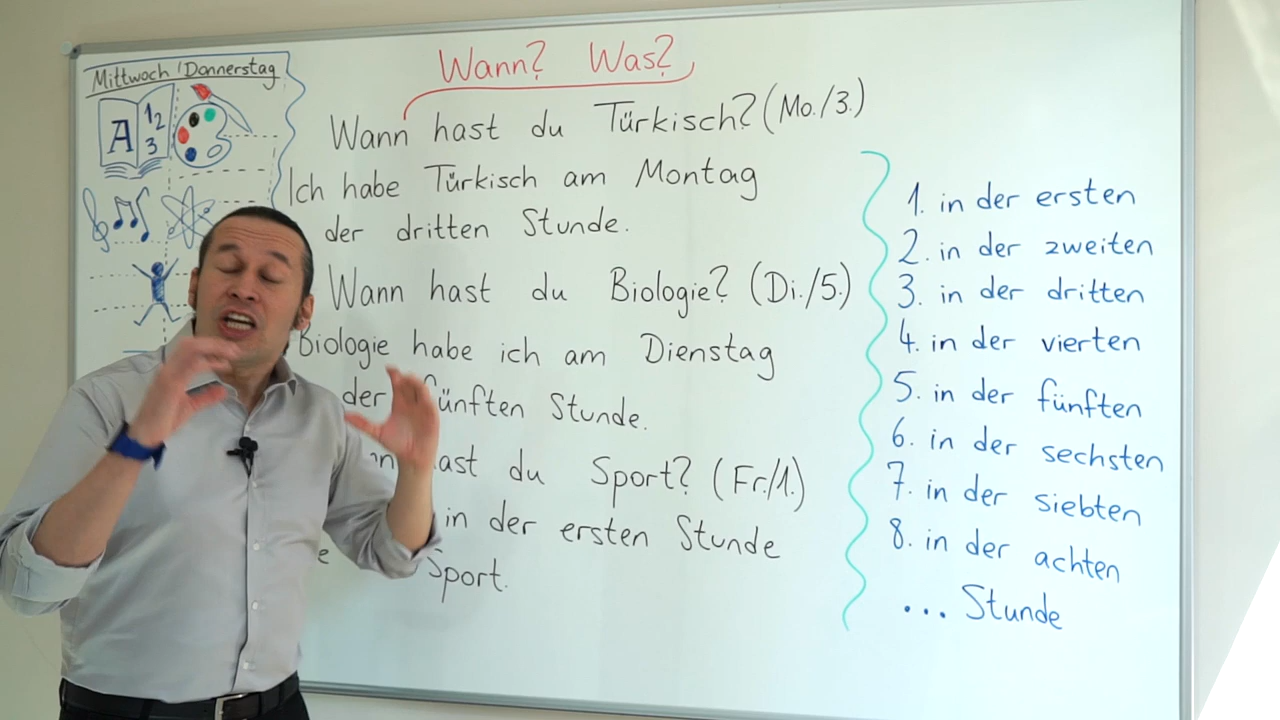 Mittwoch Donnerstag
A 1 2 3
Wann? Was?
Wann hast du Türkisch? (Mo./3.)
Ich habe Türkisch am Montag
der dritten Stunde.
Wann hast du Biologie? (Di./5.)
Biologie habe ich am Dienstag
der fünften Stunde.
du Sport? (Fr./1.)
in der ersten Stunde
Sport.
1. in der ersten
2. in der zweiten
3. in der dritten
4. in der vierten
5. in der fünften
6. in der sechsten
7. in der siebten
8. in der achten
... Stunde